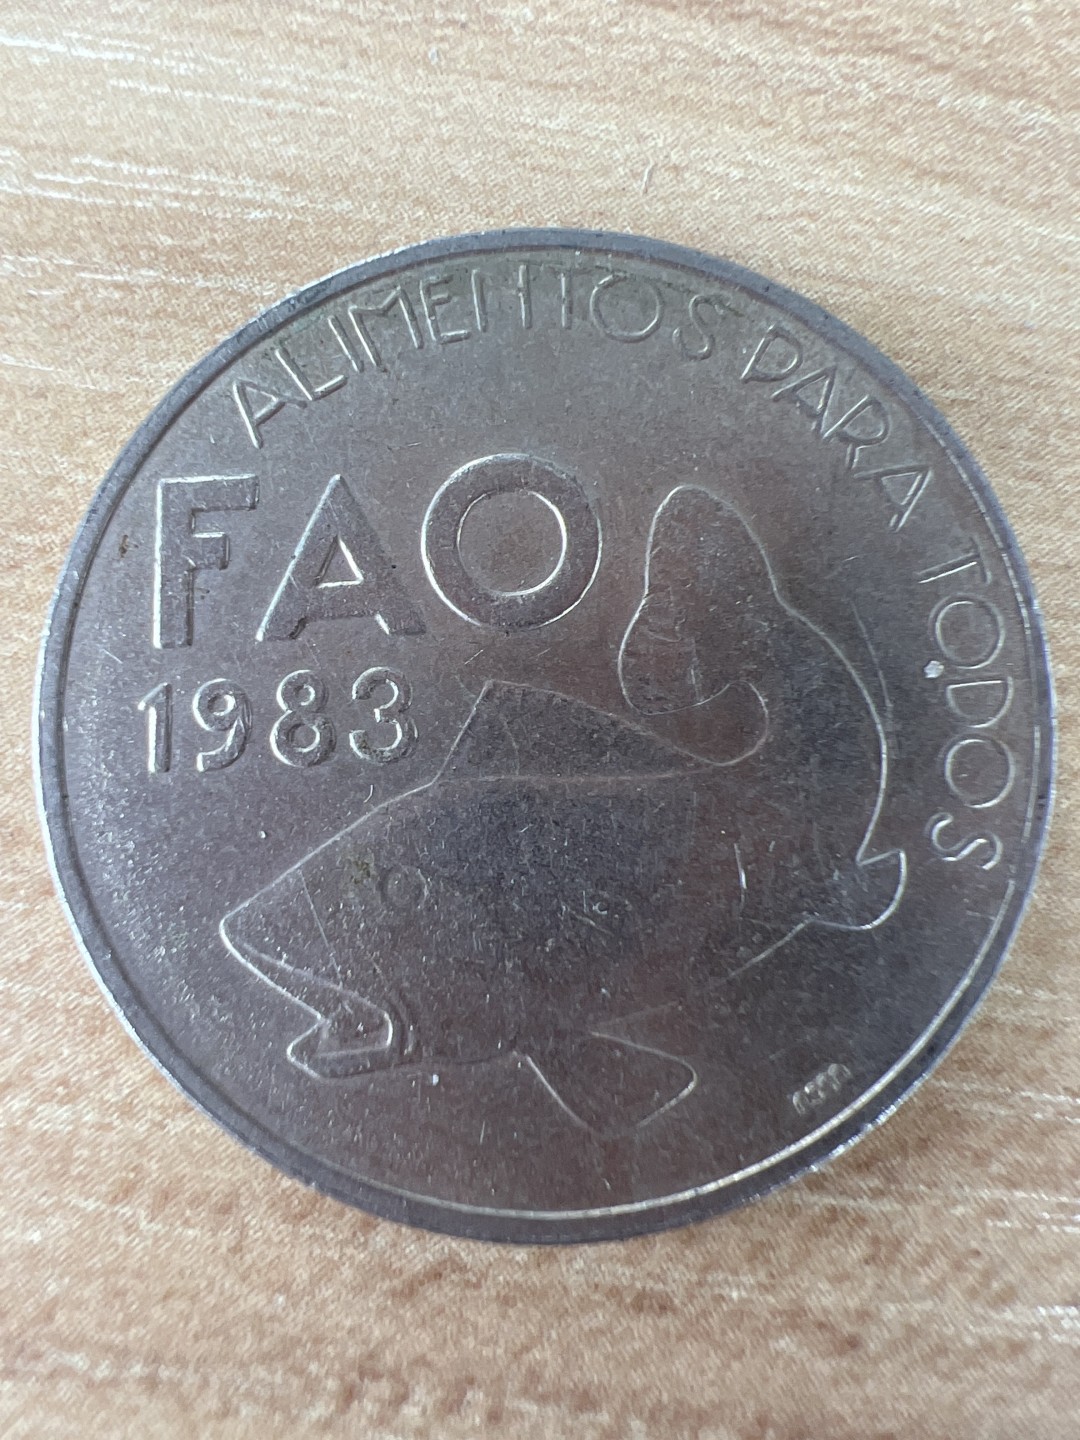 ALIMENTOS PARA TODOS
FAO
1983